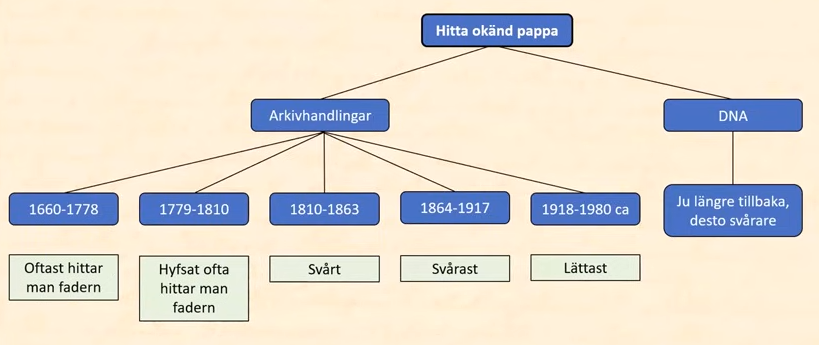 Hitta okänd pappa
Arkivhandlingar
DNA
1660-1778
1779-1810
1810-1863
1864-1917
1918-1980 ca
Ju längre tillbaka,
desto svårare
Oftast hittar
man fadern
Hyfsat ofta
hittar man
fadern
Svårt
Svårast
Lättast